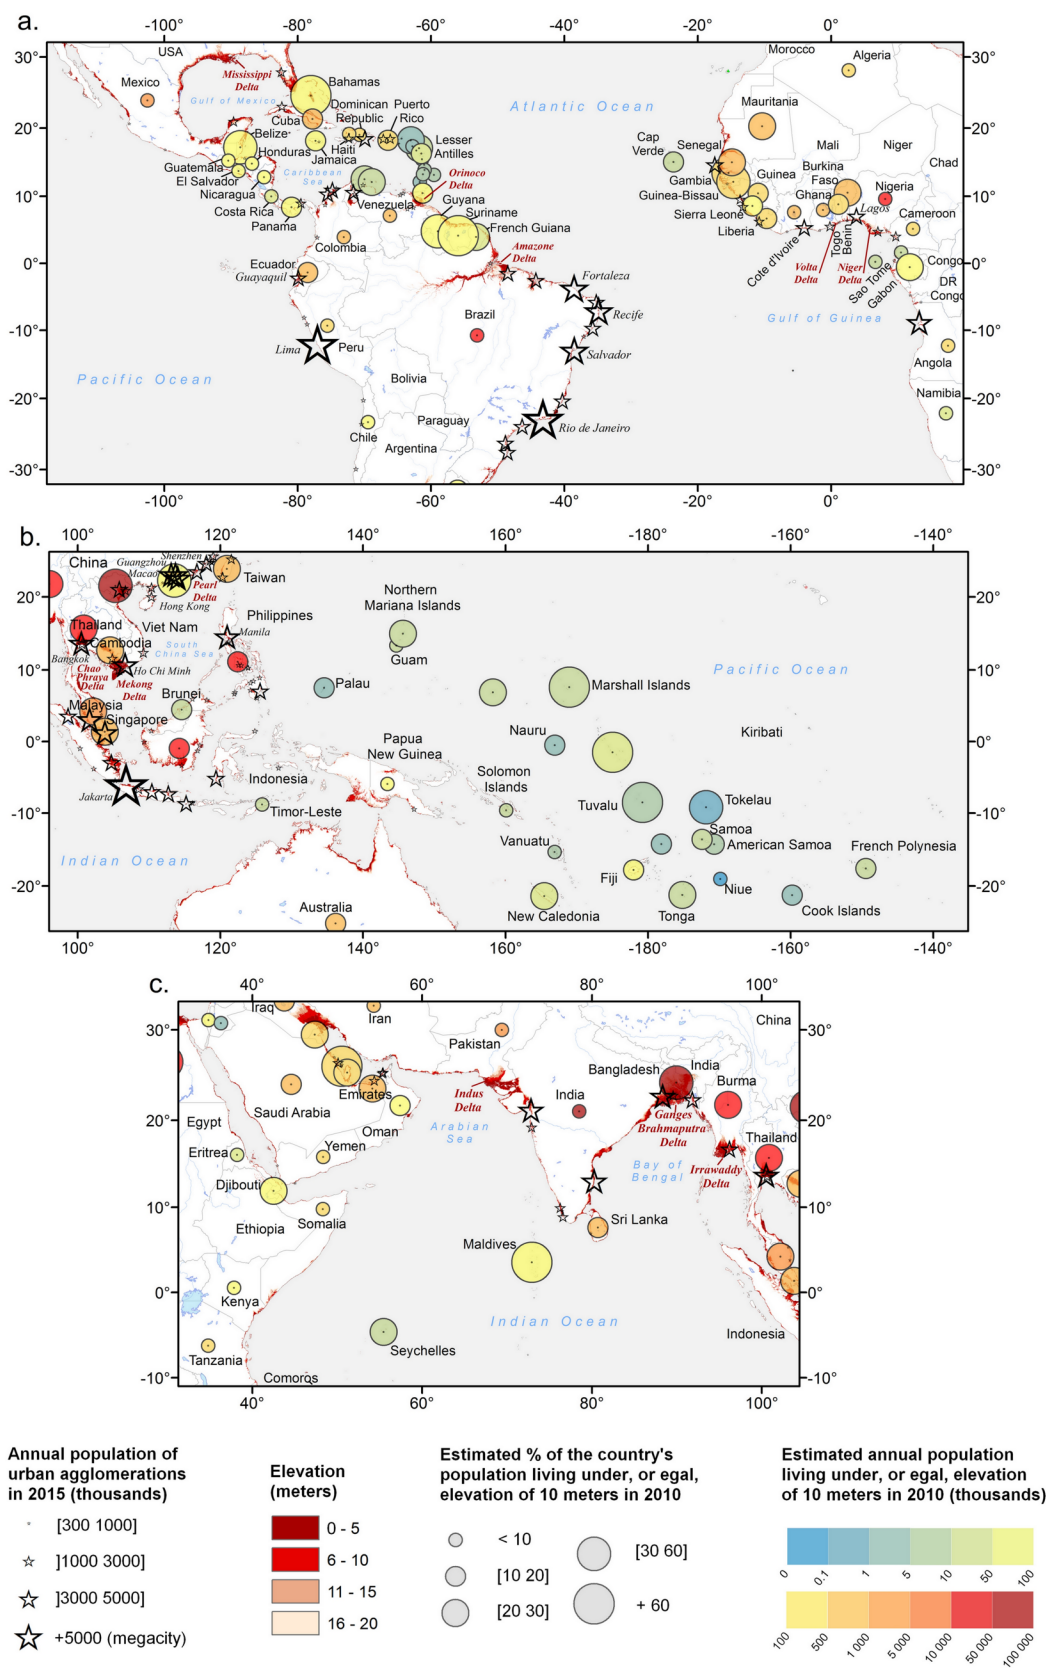 a.
-100° -80° -60° -40° -20° 0°
USA
Morocco
30° 30°
Algeria
Mississippi
Delta
Mexico
Bahamas
Gulf of Mexico
Dominican
Republic
Puerto
Rico
Atlantic Ocean
Mauritania
Cuba
20° 20°
Belize
Haiti
Jamaica
Lesser
Antilles
Cap
Verde
Senegal
Mali
Niger
Honduras
Guatemala
El Salvador
Caribbean
Sea
Orinoco
Delta
Gambia
Guinea
Burkina
Faso
Chad
Nicaragua
Guinea-Bissau
Ghana
Nigeria
10° 10°
Costa Rica
Panama
Venezuela
Guyana
Suriname
French Guiana
Sierra Leone
Liberia
Lagos
Cameroon
Colombia
Amazone
Delta
Cote d'Ivoire
Togo
Benin
Volta
Delta
Niger
Delta
Sao Tome
Gabon
Congo
DR
Congo
0° 0°
Ecuador
Guayaquil
Fortaleza
Brazil
Recife
Gulf of Guinea
-10° -10°
Lima
Peru
Salvador
Angola
Pacific Ocean
Bolivia
Namibia
-20° -20°
Paraguay
Rio de Janeiro
Chile
Argentina
-30° -30°
-100° -80° -60° -40° -20° 0°
b.
100° 120° 140° 160° -180° -160° -140°
China
Shenzhen
Guangzhou
Macao
Taiwan
Pearl
Delta
Hong Kong
Northern
Mariana Islands
20° 20°
Thailand
Viet Nam
Philippines
Cambodia
South
China Sea
Manila
Guam
Pacific Ocean
Bangkok
Chao
Phraya
Delta
Ho Chi Minh
Mekong
Delta
10° 10°
Brunei
Palau
Marshall Islands
Malaysia
Singapore
Nauru
Kiribati
Papua
New Guinea
0° 0°
Indonesia
Solomon
Islands
Jakarta
Timor-Leste
Tuvalu
Tokelau
-10° -10°
Samoa
American Samoa
French Polynesia
Vanuatu
Indian Ocean
Fiji
Niue
-20° -20°
Australia
New Caledonia
Tonga
Cook Islands
100° 120° 140° 160° -180° -160° -140°
c.
40° 60° 80° 100°
Iraq
Iran
China
30° 30°
Pakistan
Bangladesh
India
Burma
Emirates
Indus
Delta
India
Saudi Arabia
Ganges
Brahmaputra
Delta
Egypt
20° 20°
Oman
Arabian
Sea
Thailand
Eritrea
Yemen
Bay of
Bengal
Irrawaddy
Delta
Djibouti
10° 10°
Ethiopia
Somalia
Sri Lanka
Maldives
0° 0°
Kenya
Indian Ocean
Indonesia
Seychelles
Tanzania
-10° -10°
Comoros
40° 60° 80° 100°
Annual population of
urban agglomerations
in 2015 (thousands)
[300 1000]
]1000 3000]
]3000 5000]
+5000 (megacity)
Elevation
(meters)
0 - 5
6 - 10
11 - 15
16 - 20
Estimated % of the country's
population living under, or egal,
elevation of 10 meters in 2010
< 10
[10 20]
[20 30]
[30 60]
+ 60
Estimated annual population
living under, or egal, elevation
of 10 meters in 2010 (thousands)
0 0.1 1 5 10 50 100
100 500 1 000 5 000 10 000 50 000 100 000